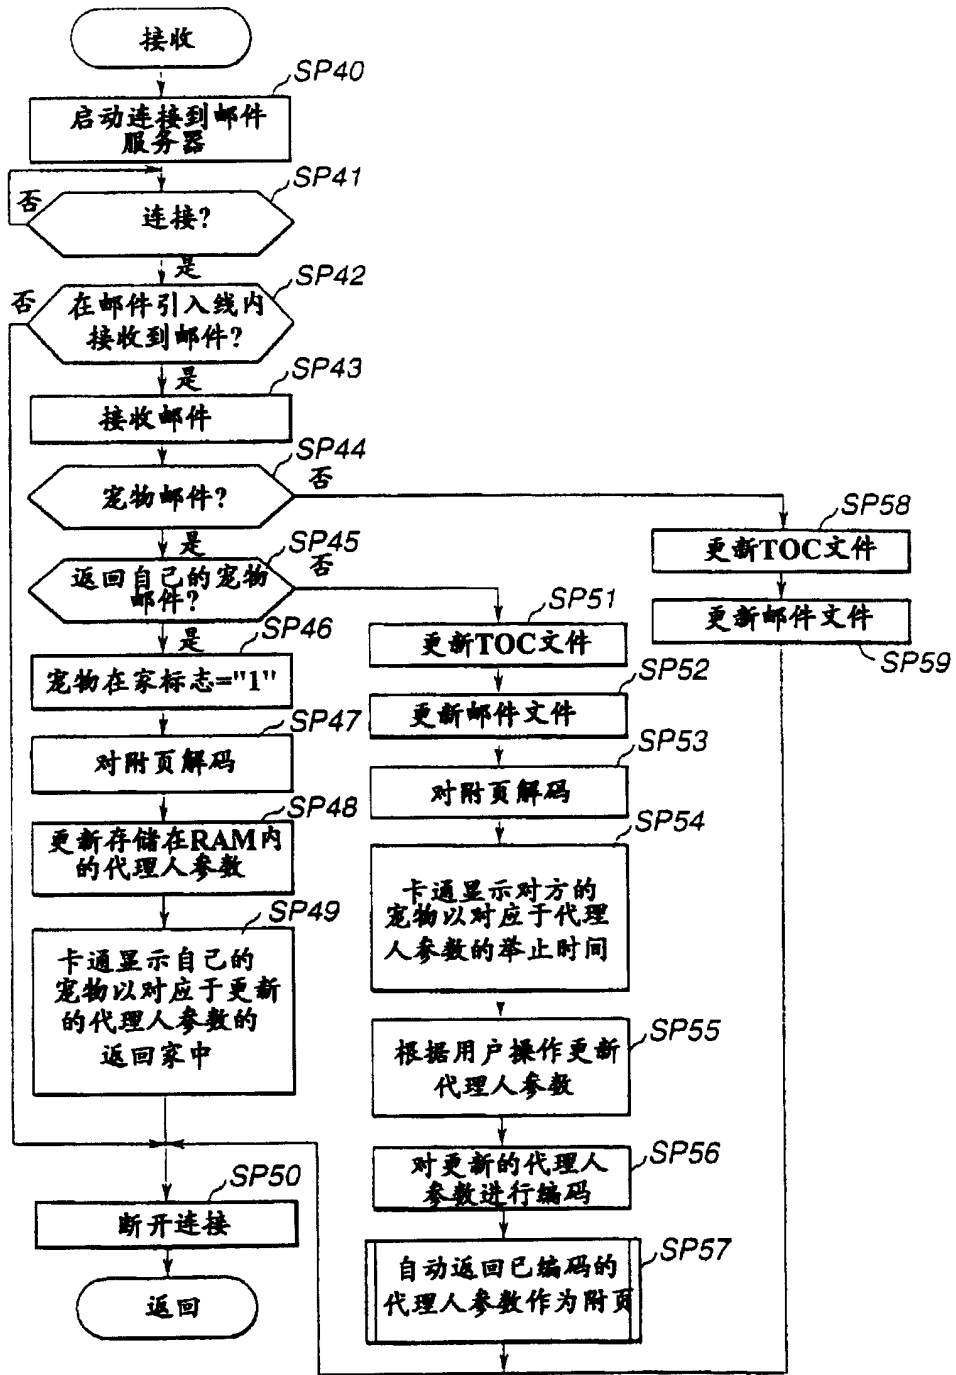 接收
SP40
启动连接到邮件
服务器
SP41
否
连接?
是
SP42
否
在邮件引入线内
接收到邮件?
是
SP43
接收邮件
SP44
宠物邮件?
否
是
SP45
返回自己的宠物
邮件?
否
是
SP46
宠物在家标志="1"
SP47
对附页解码
SP48
更新存储在RAM内
的代理人参数
SP49
卡通显示自己的
宠物以对应于更新
的代理人参数的
返回家中
SP50
断开连接
返回
SP51
更新TOC文件
SP52
更新邮件文件
SP53
对附页解码
SP54
卡通显示对方的
宠物以对应于代理
人参数的举止时间
SP55
根据用户操作更新
代理人参数
SP56
对更新的代理人
参数进行编码
SP57
自动返回已编码的
代理人参数作为附页
SP58
更新TOC文件
更新邮件文件
SP59